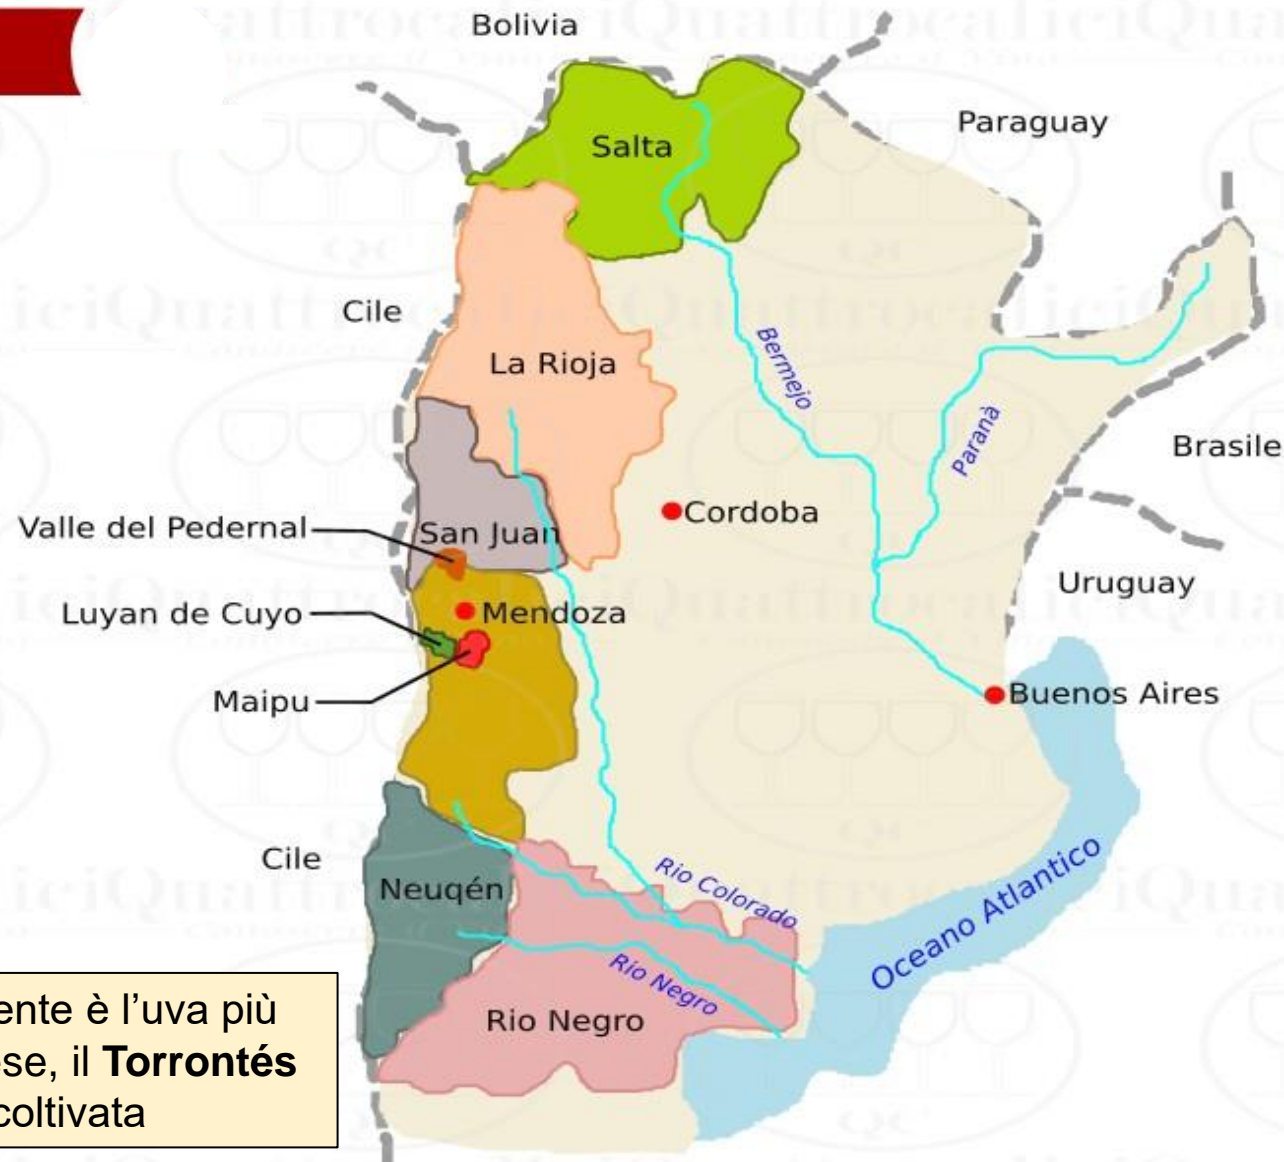 Bolivia
Paraguay
Salta
Cile
La Rioja
Bermejo
Paranà
Brasile
Cordoba
Valle del Pedernal
San Juan
Uruguay
Luyan de Cuyo
Mendoza
Maipu
Buenos Aires
Cile
Neuqén
Rio Colorado
Oceano Atlantico
Rio Negro
Rio Negro
ente è l'uva più
ese, il Torrontés
coltivata